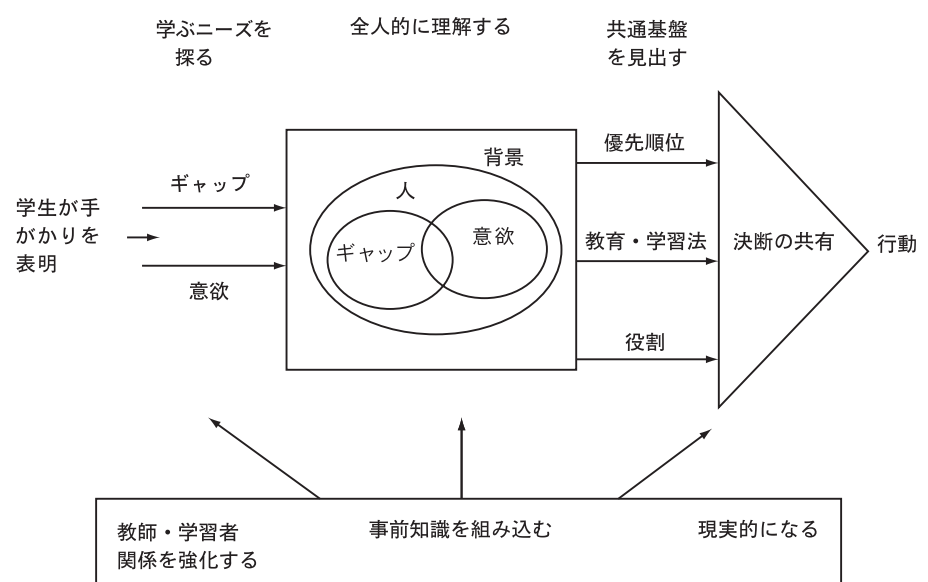 学ぶニーズを
探る
全人的に理解する
共通基盤
を見出す
学生が手
がかりを
表明
ギャップ
意欲
背景
人
ギャップ
意欲
優先順位
教育・学習法
役割
決断の共有
行動
教師・学習者
関係を強化する
事前知識を組み込む
現実的になる